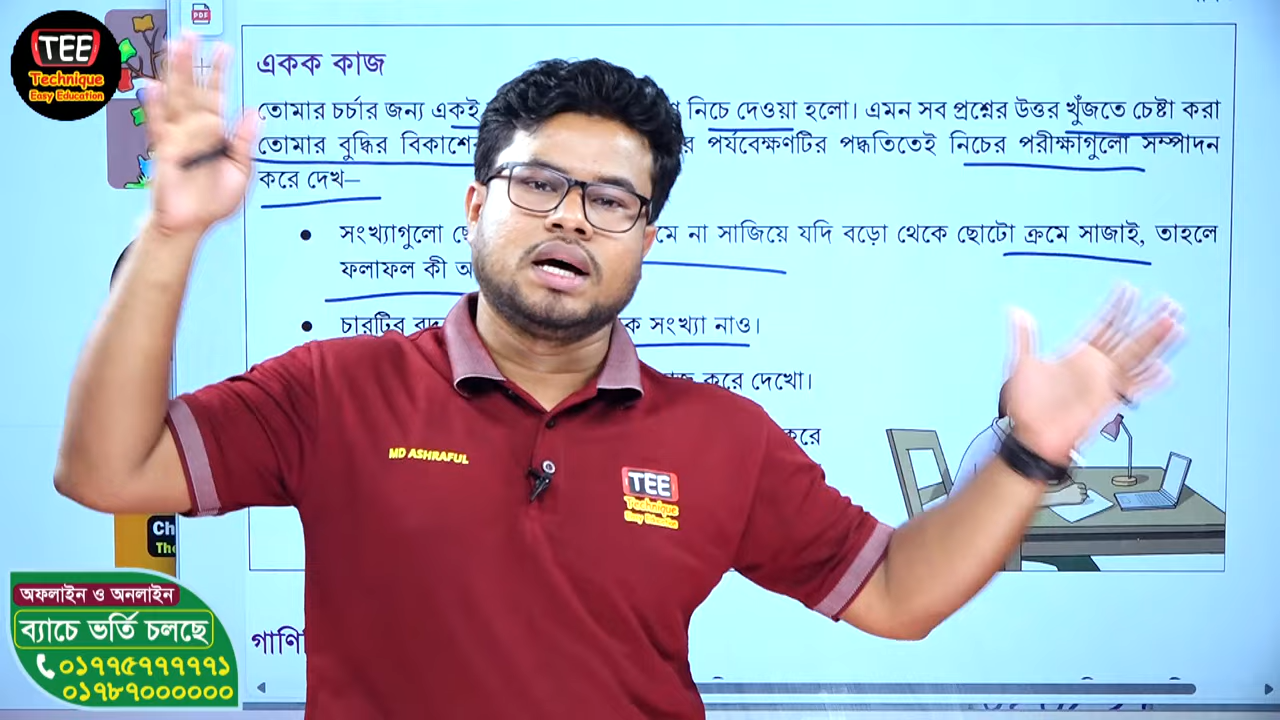 TEE
Technique
Easy Education
PDF
একক কাজ
তোমার চর্চার জন্য একই নিচে দেওয়া হলো। এমন সব প্রশ্নের উত্তর খুঁজতে চেষ্টা করা
তোমার বুদ্ধির বিকাশে পর্যবেক্ষণটির পদ্ধতিতেই নিচের পরীক্ষাগুলো সম্পাদন
করে দেখ–
সংখ্যাগুলো না সাজিয়ে যদি বড়ো থেকে ছোটো ক্রমে সাজাই, তাহলে
ফলাফল কী
চারটির সংখ্যা নাও।
করে দেখো।
করে
MD ASHRAFUL
TEE
Technique
Easy Education
Ch
The
অফলাইন ও অনলাইন
ব্যাচে ভর্তি চলছে
০১৭৭৫৭৭৭৭৭১
০১৭৮৭০০০০০০